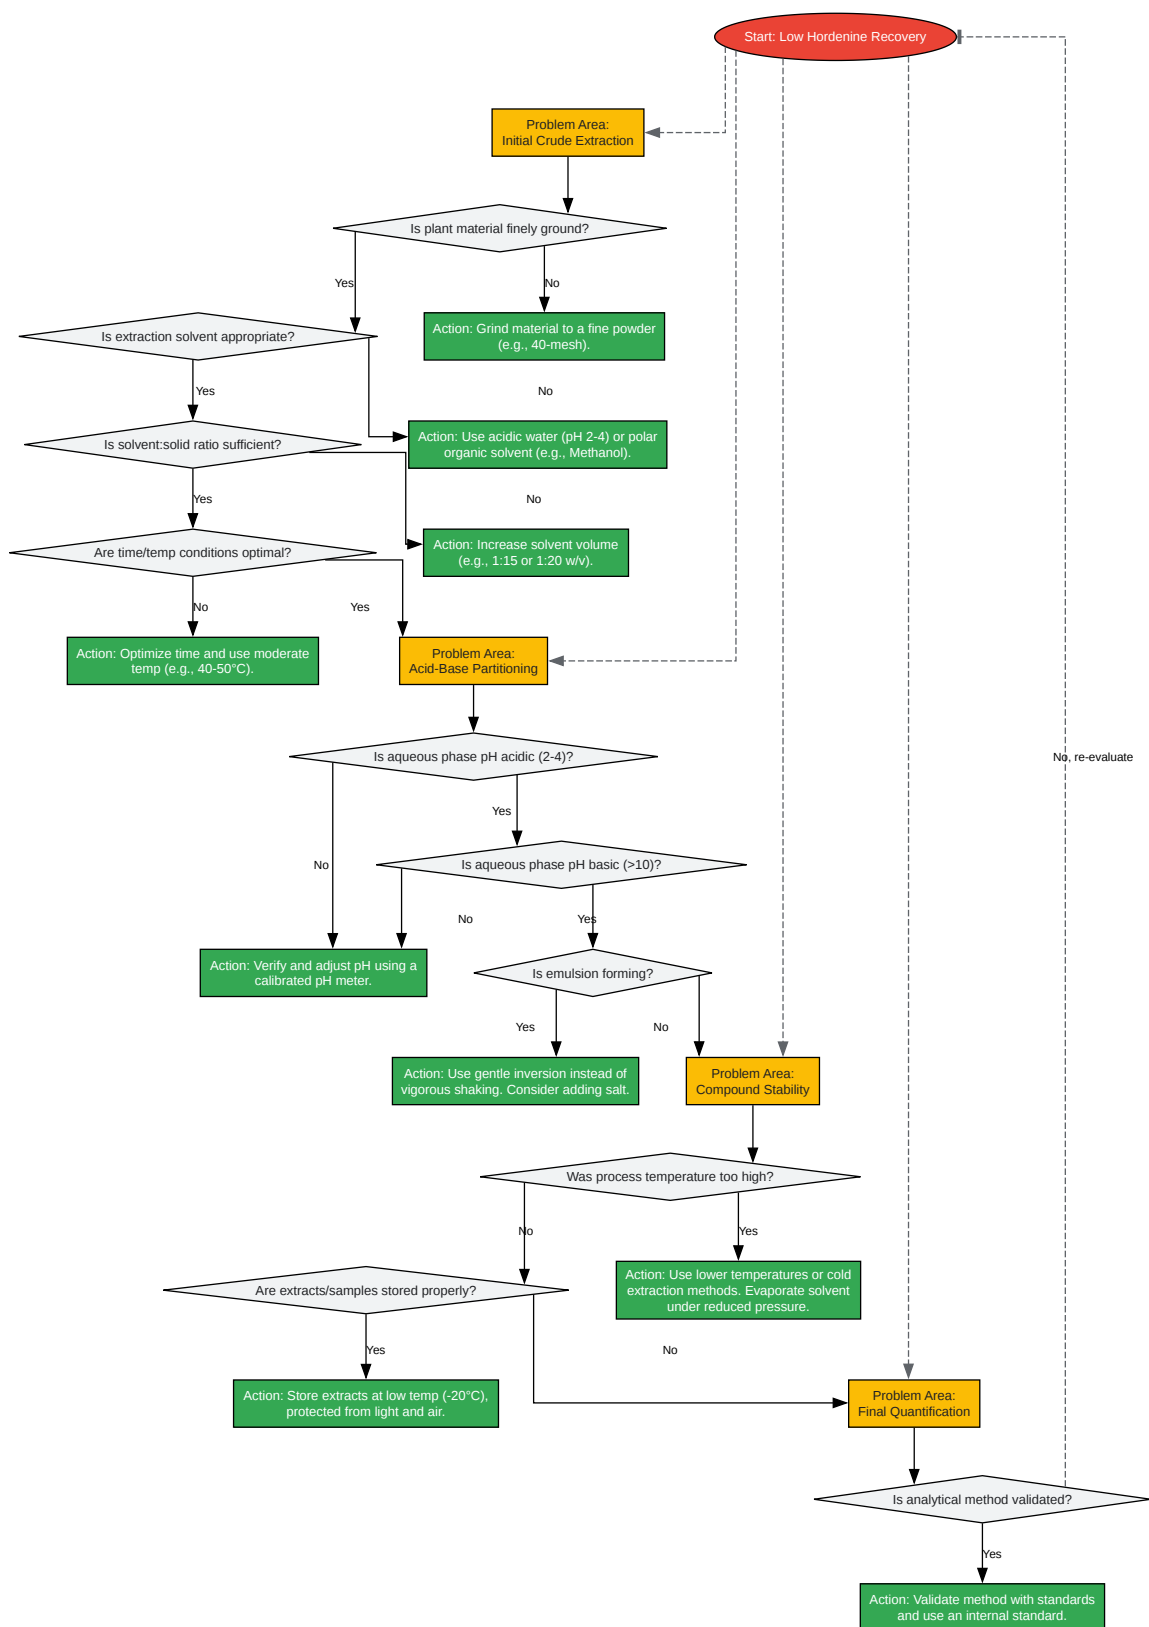 Start: Low Hordenine Recovery
Problem Area:
Initial Crude Extraction
Is plant material finely ground?
Yes
No
Action: Grind material to a fine powder
(e.g., 40-mesh).
Is extraction solvent appropriate?
Yes
No
Action: Use acidic water (pH 2-4) or polar
organic solvent (e.g., Methanol).
Is solvent:solid ratio sufficient?
Yes
No
Action: Increase solvent volume
(e.g., 1:15 or 1:20 w/v).
Are time/temp conditions optimal?
No
Yes
Action: Optimize time and use moderate
temp (e.g., 40-50°C).
Problem Area:
Acid-Base Partitioning
Is aqueous phase pH acidic (2-4)?
No, re-evaluate
Yes
No
Is aqueous phase pH basic (>10)?
No
Yes
Action: Verify and adjust pH using a
calibrated pH meter.
Is emulsion forming?
Yes
No
Action: Use gentle inversion instead of
vigorous shaking. Consider adding salt.
Problem Area:
Compound Stability
Was process temperature too high?
No
Yes
Action: Use lower temperatures or cold
extraction methods. Evaporate solvent
under reduced pressure.
Are extracts/samples stored properly?
Yes
No
Action: Store extracts at low temp (-20°C),
protected from light and air.
Problem Area:
Final Quantification
Is analytical method validated?
Yes
Action: Validate method with standards
and use an internal standard.